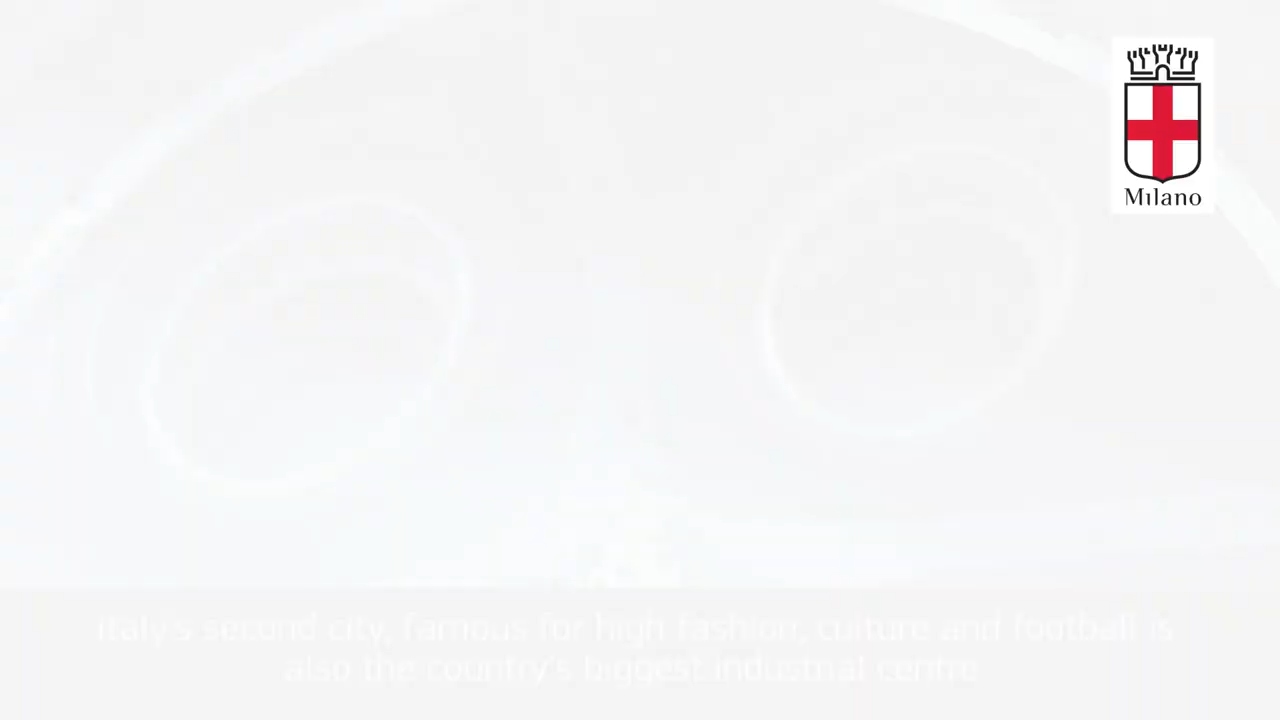 Milano
italy's second city, famous for high fashion, culture and football is
also the country's biggest industrial centre